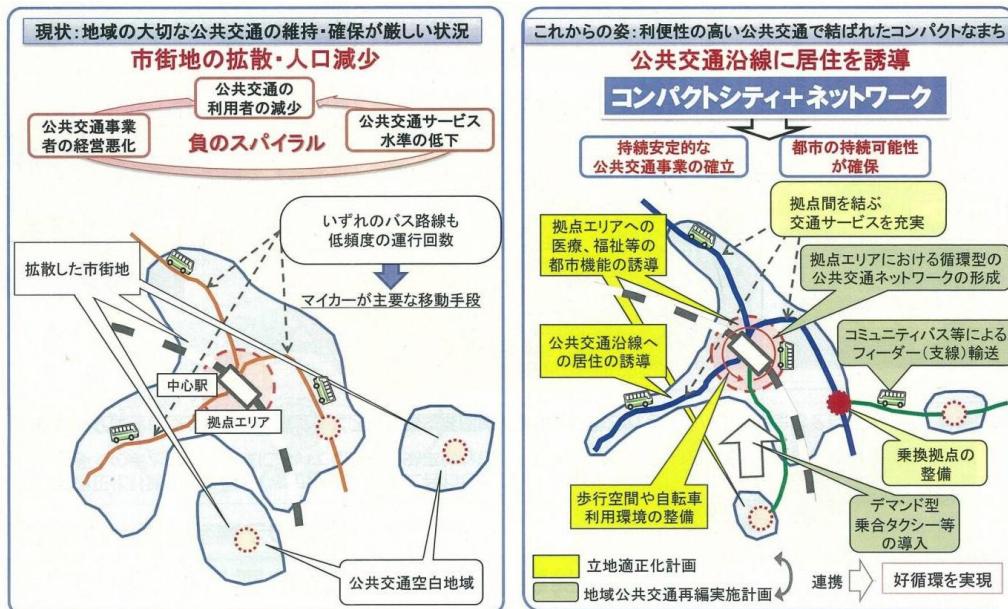 現状：地域の大切な公共交通の維持・確保が厳しい状況
市街地の拡散・人口減少
公共交通の
利用者の減少
公共交通事業
者の経営悪化
負のスパイラル
公共交通サービス
水準の低下
いずれのバス路線も
低頻度の運行回数
拡散した市街地
マイカーが主要な移動手段
中心駅
拠点エリア
公共交通空白地域
これからの姿：利便性の高い公共交通で結ばれたコンパクトなまち
公共交通沿線に居住を誘導
コンパクトシティ＋ネットワーク
持続安定的な
公共交通事業の確立
都市の持続可能性
が確保
拠点間を結ぶ
交通サービスを充実
拠点エリアへの
医療、福祉等の
都市機能の誘導
拠点エリアにおける循環型の
公共交通ネットワークの形成
公共交通沿線へ
の居住の誘導
コミュニティバス等による
フィーダー（支線）輸送
乗換拠点の
整備
歩行空間や自転車
利用環境の整備
デマンド型
乗合タクシー等
の導入
立地適正化計画
地域公共交通再編実施計画
連携
好循環を実現